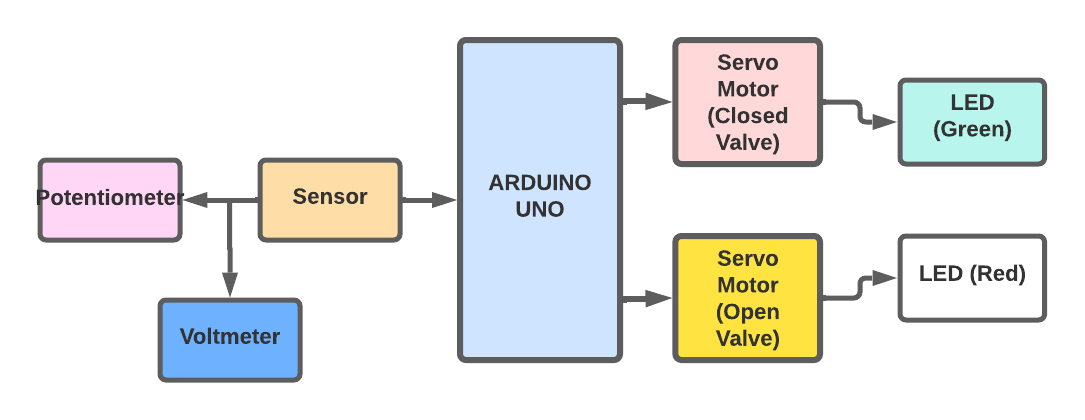 Servo
Motor
(Closed
Valve)
LED
(Green)
Potentiometer
Sensor
ARDUINO
UNO
Servo
Motor
(Open
Valve)
LED (Red)
Voltmeter